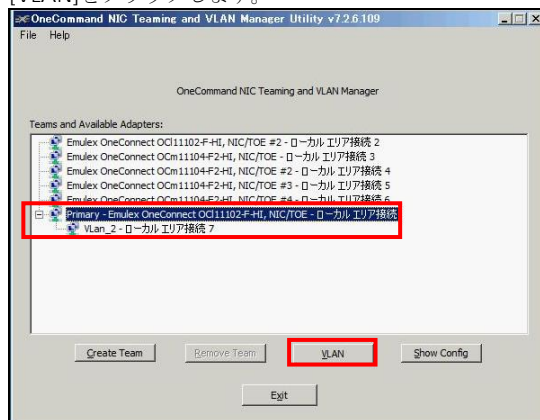 [VLAN]をクリックします。
OneCommand NIC Teaming and VLAN Manager Utility v7.2.6.109
File Help
OneCommand NIC Teaming and VLAN Manager
Teams and Available Adapters:
Emulex OneConnect OCl11102-F-HI, NIC/TOE #2 - ローカル エリア接続 2
Emulex OneConnect OCm11104-F2-HI, NIC/TOE - ローカル エリア接続 3
Emulex OneConnect OCm11104-F2-HI, NIC/TOE #2 - ローカル エリア接続 4
Emulex OneConnect OCm11104-F2-HI, NIC/TOE #3 - ローカル エリア接続 5
Emulex OneConnect OCm11104-F2-HI, NIC/TOE #4 - ローカル エリア接続 6
Primary - Emulex OneConnect OCl11102-F-HI, NIC/TOE - ローカル エリア接続
VLan_2 - ローカル エリア接続 7
Create Team Remove Team VLAN Show Config
Exit